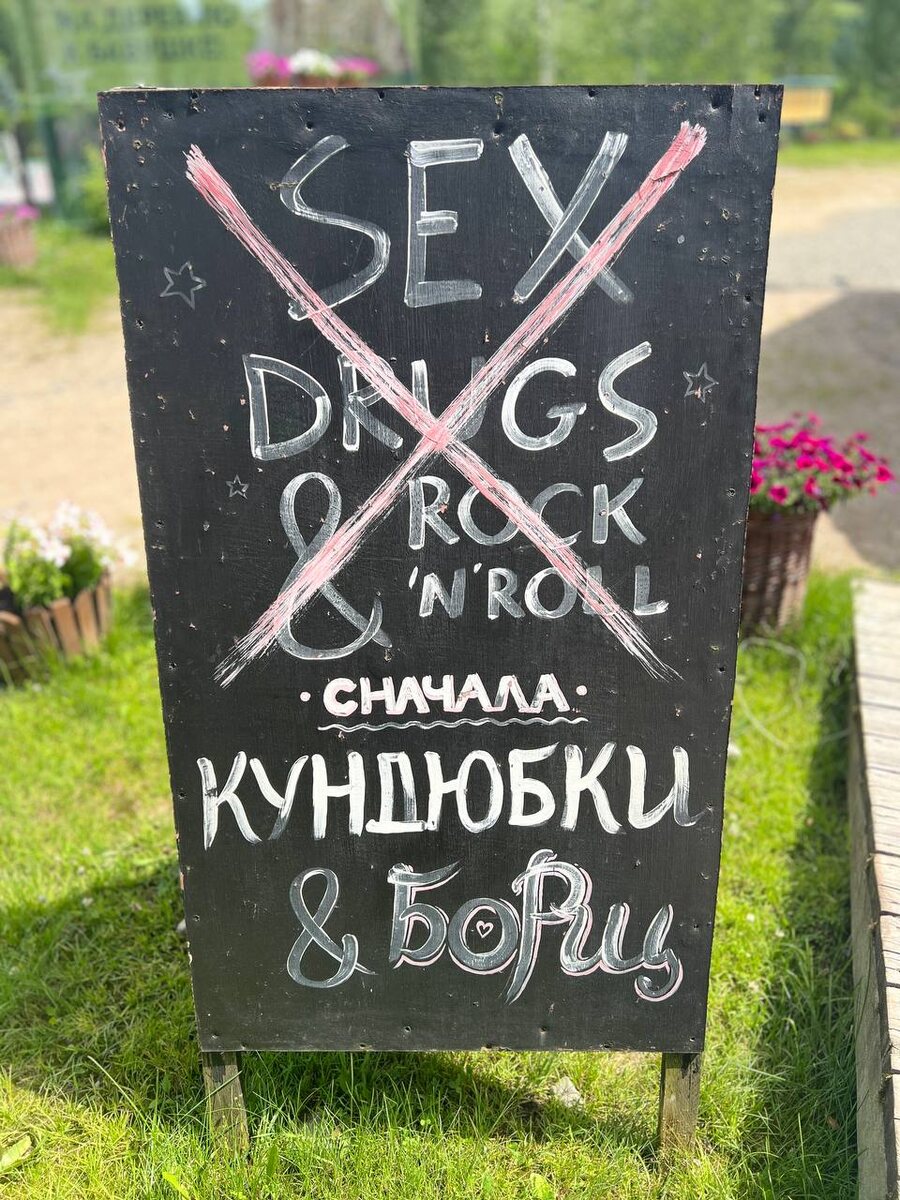 SEX
DRUGS
& ROCK
'N'ROLL
• СНАЧАЛА •
КУНДЮБКИ
& БОРЩ